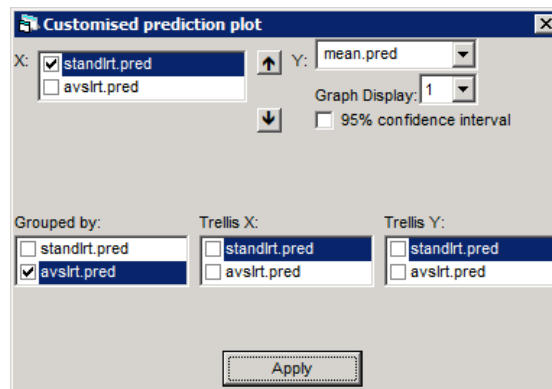 Customised prediction plot
X:
standlrt.pred
avslrt.pred
Y:
mean.pred
Graph Display:
1
95% confidence interval
Grouped by:
standlrt.pred
avslrt.pred
Trellis X:
standlrt.pred
avslrt.pred
Trellis Y:
standlrt.pred
avslrt.pred
Apply